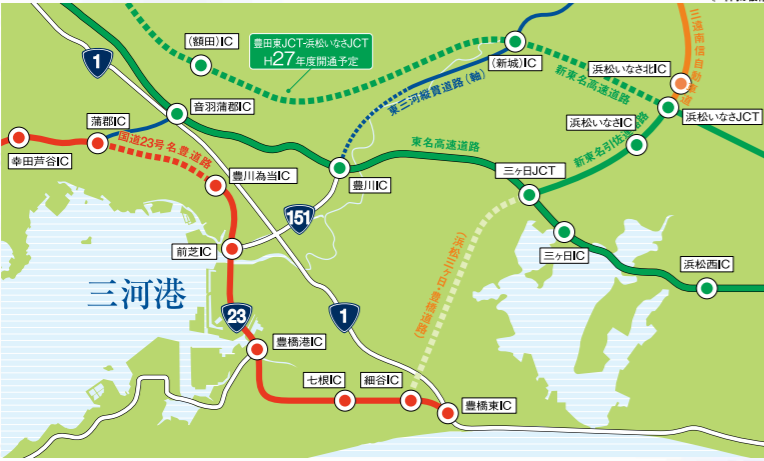 (額田)IC
豊田東JCT-浜松いなさJCT
H27年度開通予定
1
(新城)IC
三遠南信自動車道
浜松いなさ北IC
新東名高速道路
東三河縦貫道路(軸)
浜松いなさJCT
蒲郡IC
音羽蒲郡IC
浜松いなさIC
幸田芦谷IC
国道23号名豊道路
東名高速道路
新東名引佐連絡路
豊川為当IC
豊川IC
三ヶ日JCT
151
前芝IC
三ヶ日IC
(浜松三ヶ日・豊橋道路)
浜松西IC
三河港
23
1
豊橋港IC
七根IC
細谷IC
豊橋東IC